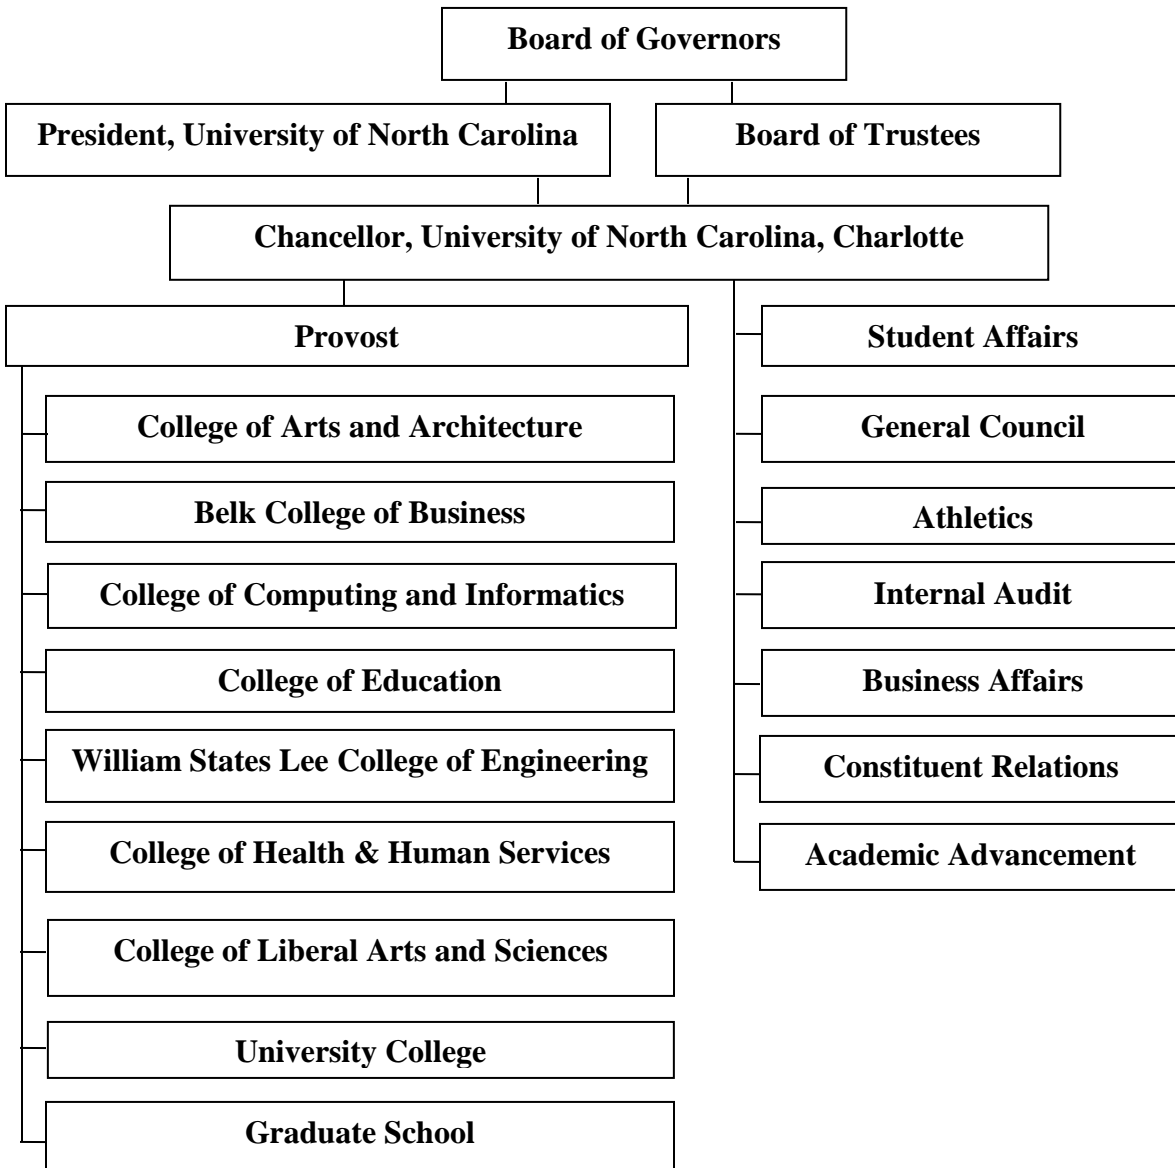 Board of Governors
President, University of North Carolina
Board of Trustees
Chancellor, University of North Carolina, Charlotte
Provost
College of Arts and Architecture
Belk College of Business
College of Computing and Informatics
College of Education
William States Lee College of Engineering
College of Health & Human Services
College of Liberal Arts and Sciences
University College
Graduate School
Student Affairs
General Council
Athletics
Internal Audit
Business Affairs
Constituent Relations
Academic Advancement